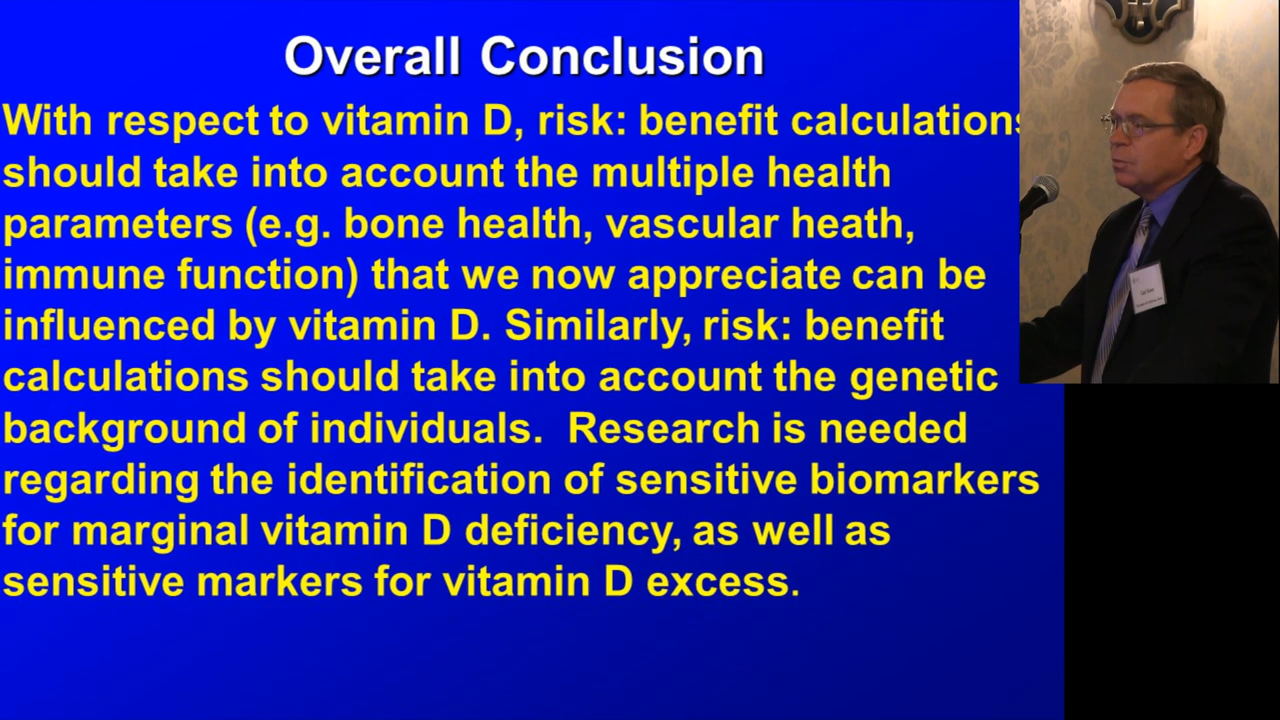 Overall Conclusion
With respect to vitamin D, risk: benefit calculations
should take into account the multiple health
parameters (e.g. bone health, vascular heath,
immune function) that we now appreciate can be
influenced by vitamin D. Similarly, risk: benefit
calculations should take into account the genetic
background of individuals.  Research is needed
regarding the identification of sensitive biomarkers
for marginal vitamin D deficiency, as well as
sensitive markers for vitamin D excess.